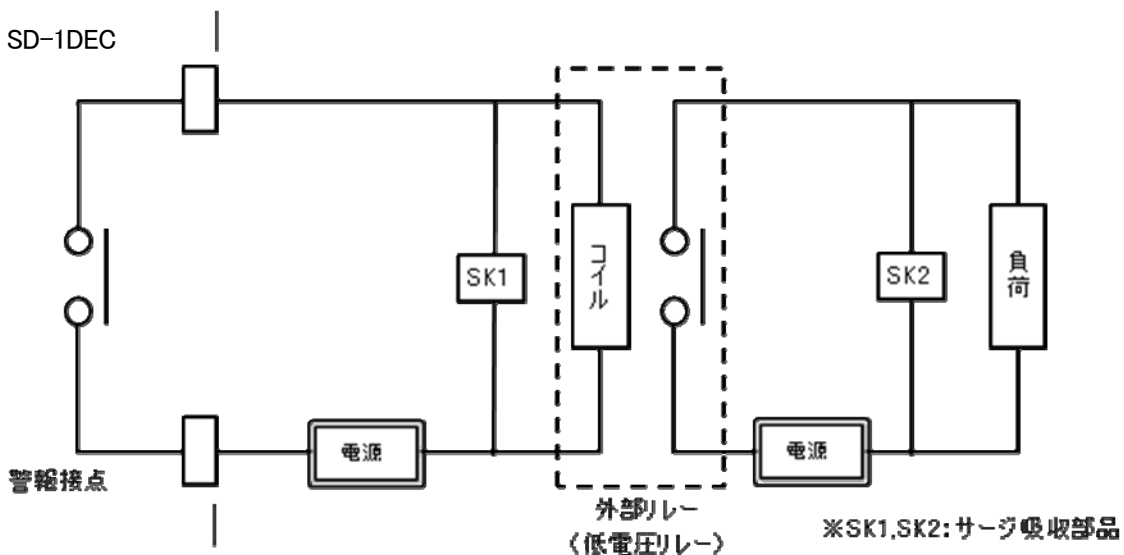 SD-1DEC
SK1
コイル
SK2
負荷
電源
電源
警報接点
外部リレー
(低電圧リレー)
※SK1,SK2:サージ吸収部品